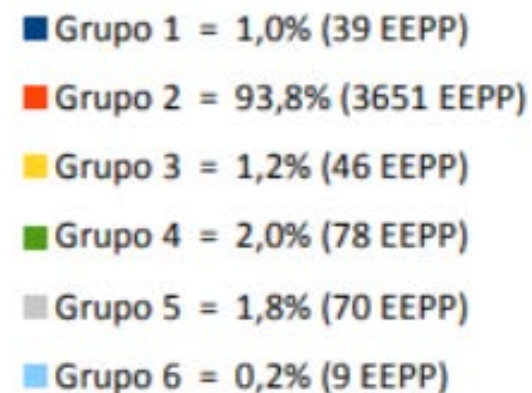 Grupo 1 = 1,0% (39 EEPP)
Grupo 2 = 93,8% (3651 EEPP)
Grupo 3 = 1,2% (46 EEPP)
Grupo 4 = 2,0% (78 EEPP)
Grupo 5 = 1,8% (70 EEPP)
Grupo 6 = 0,2% (9 EEPP)